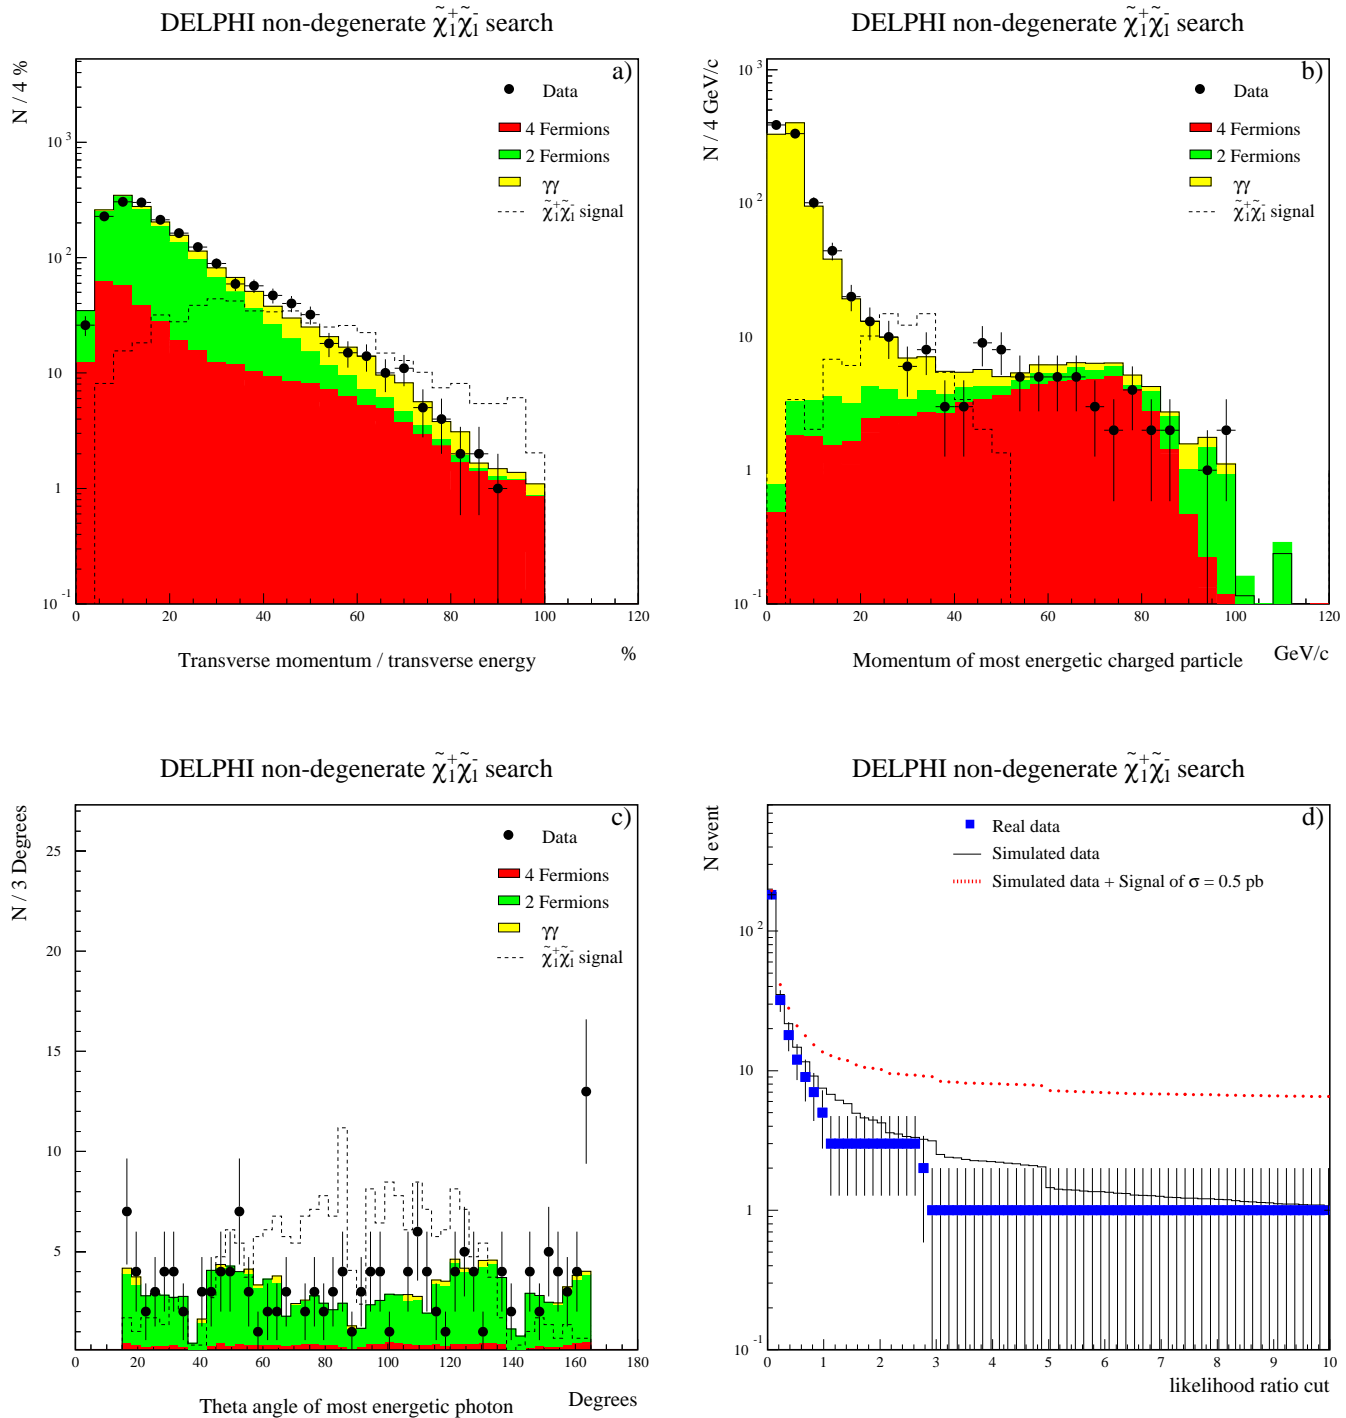 DELPHI non-degenerate χ̃₁⁺χ̃₁⁻ search
a)
N / 4 %
Data
4 Fermions
2 Fermions
γγ
χ̃₁⁺χ̃₁⁻ signal
10³
10²
10
1
10⁻¹
0 20 40 60 80 100 120
Transverse momentum / transverse energy %
DELPHI non-degenerate χ̃₁⁺χ̃₁⁻ search
b)
N / 4 GeV/c
Data
4 Fermions
2 Fermions
γγ
χ̃₁⁺χ̃₁⁻ signal
10³
10²
10
1
10⁻¹
0 20 40 60 80 100 120
Momentum of most energetic charged particle GeV/c
DELPHI non-degenerate χ̃₁⁺χ̃₁⁻ search
c)
N / 3 Degrees
Data
4 Fermions
2 Fermions
γγ
χ̃₁⁺χ̃₁⁻ signal
25
20
15
10
5
0 20 40 60 80 100 120 140 160 180
Theta angle of most energetic photon Degrees
DELPHI non-degenerate χ̃₁⁺χ̃₁⁻ search
d)
N event
Real data
Simulated data
Simulated data + Signal of σ = 0.5 pb
10²
10
1
10⁻¹
0 1 2 3 4 5 6 7 8 9 10
likelihood ratio cut